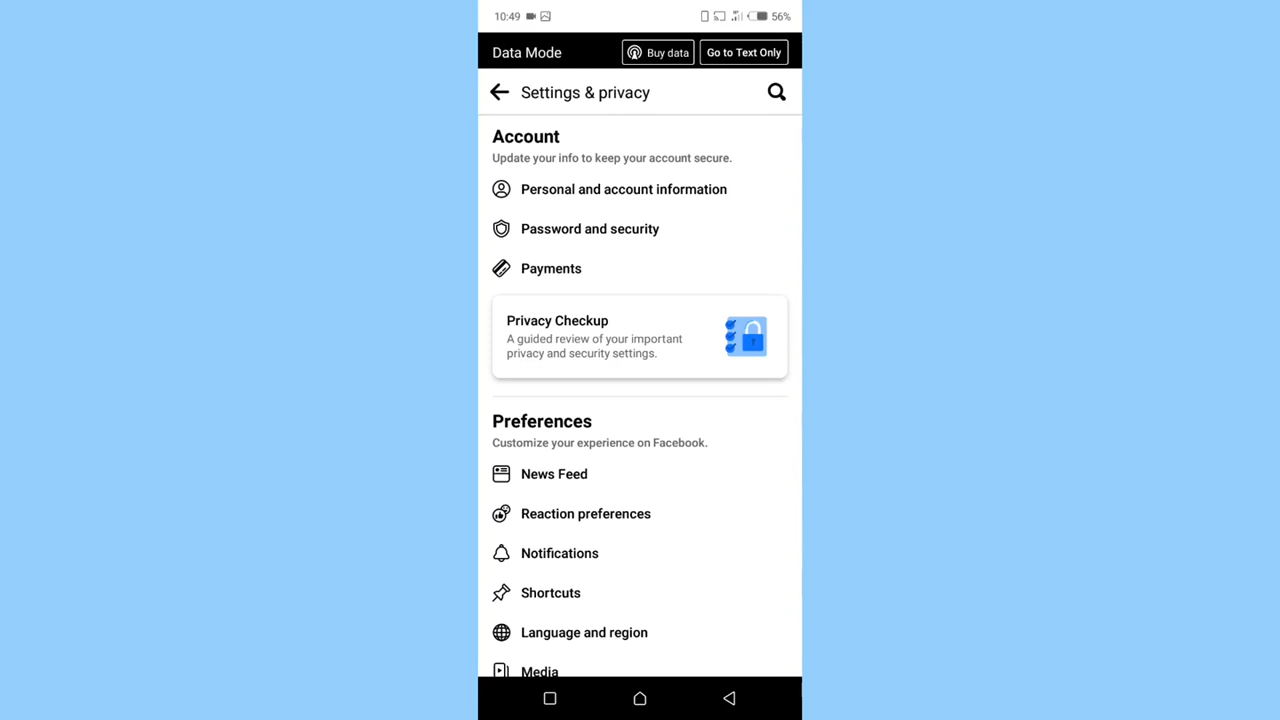 10:49 56%
Data Mode Buy data Go to Text Only
Settings & privacy
Account
Update your info to keep your account secure.
Personal and account information
Password and security
Payments
Privacy Checkup
A guided review of your important
privacy and security settings.
Preferences
Customize your experience on Facebook.
News Feed
Reaction preferences
Notifications
Shortcuts
Language and region
Media